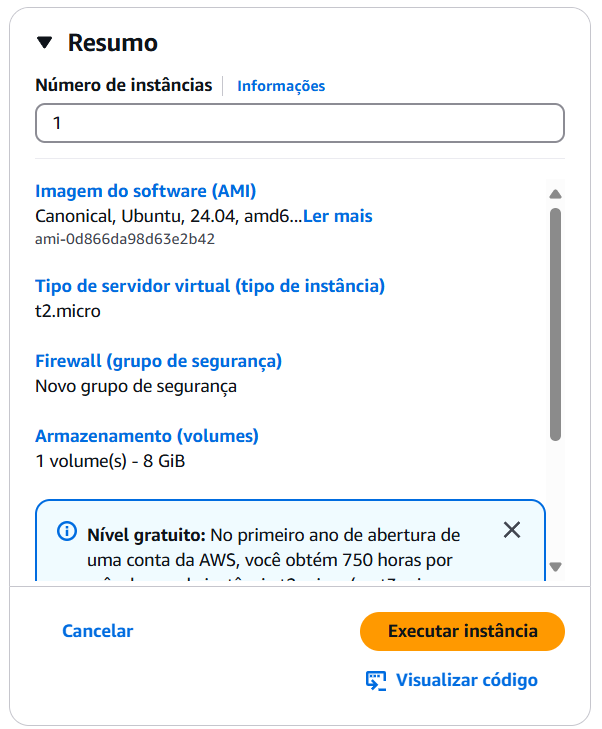 Resumo
Número de instâncias
Informações
1
Imagem do software (AMI)
Canonical, Ubuntu, 24.04, amd6...Ler mais
ami-0d866da98d63e2b42
Tipo de servidor virtual (tipo de instância)
t2.micro
Firewall (grupo de segurança)
Novo grupo de segurança
Armazenamento (volumes)
1 volume(s) - 8 GiB
Nível gratuito: No primeiro ano de abertura de
uma conta da AWS, você obtém 750 horas por
Cancelar
Executar instância
Visualizar código